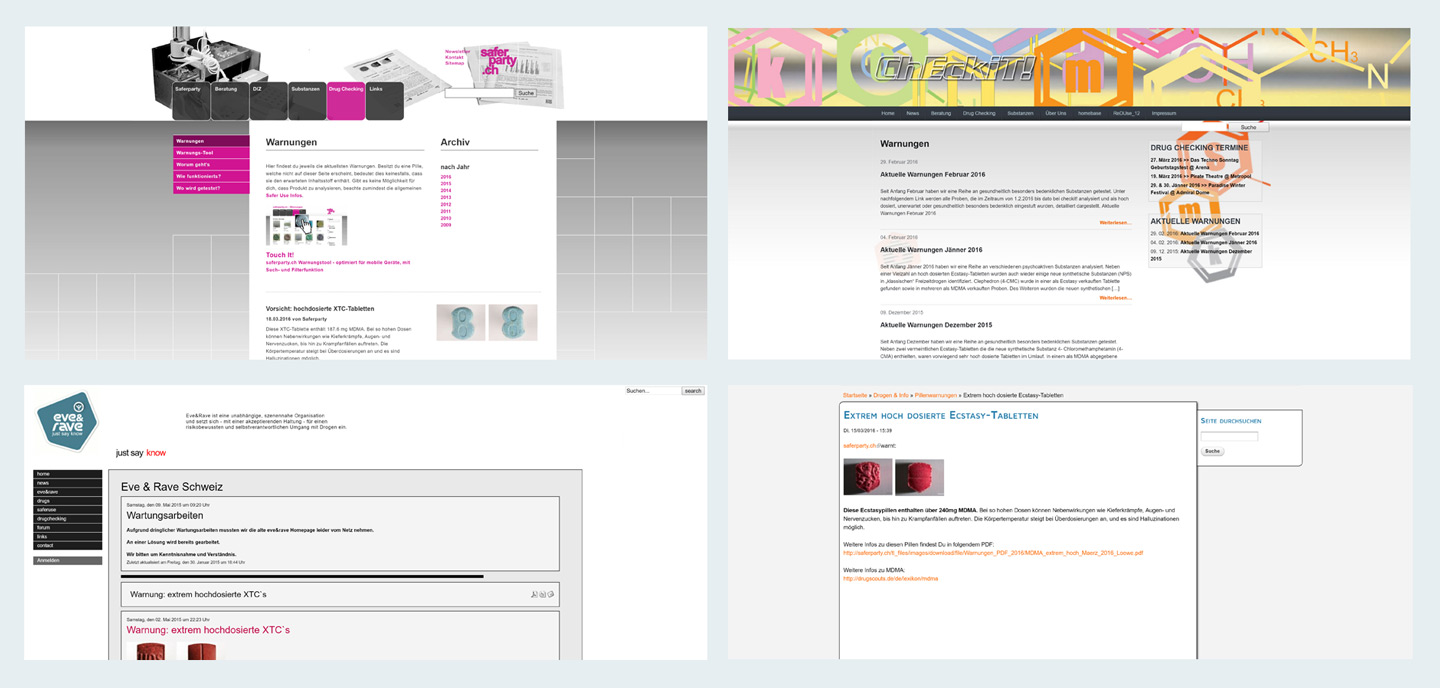 Newsletter
Kontakt
Sitemap
safer
party
.ch
Suche
Saferparty
Beratung
DIZ
Substanzen
Drug Checking
Links
Warnungen
Warnungs-Tool
Worum geht's
Wie funktionierts?
Wo wird getestet?
Warnungen
Hier findest du jeweils die aktuellsten Warnungen. Besitzt du eine Pille,
welche nicht auf dieser Seite erscheint, bedeutet das keinesfalls, dass
sie den erwarteten Inhaltsstoff enthält. Gibt es keine Möglichkeit für
dich, dass Produkt zu analysieren, beachte zumindest die allgemeinen
Safer Use Infos.
Touch it!
saferparty.ch Warnungstool - optimiert für mobile Geräte, mit
Such- und Filterfunktion
Archiv
nach Jahr
2016
2015
2014
2013
2012
2011
2010
2009
Vorsicht: hochdosierte XTC-Tabletten
18.03.2016 von Saferparty
Diese XTC-Tablette enthält 187.6 mg MDMA. Bei so hohen Dosen
können Nebenwirkungen wie Kieferkrämpfe, Augen- und
Nervenzucken, bis hin zu Krampfanfällen auftreten. Die
Körpertemperatur steigt bei Überdosierungen an und es sind
Halluzinationen möglich.
k
ChEckiT!
m
CH
CH3
N
Home
News
Beratung
Drug Checking
Substanzen
Über Uns
homebase
ReDUse_12
Impressum
Suche
Warnungen
29. Februar 2016
Aktuelle Warnungen Februar 2016
Seit Anfang Februar haben wir eine Reihe an gesundheitlich besonders bedenklichen Substanzen getestet. Unter
nachfolgendem Link werden alle Proben, die im Zeitraum von 1.2.2015 bis dato bei checkit! analysiert und als hoch
dosiert, unerwartet oder gesundheitlich besonders bedenklich eingestuft wurden, detailliert dargestellt. Aktuelle
Warnungen Februar 2016
Weiterlesen...
04. Februar 2016
Aktuelle Warnungen Jänner 2016
Seit Anfang Jänner 2016 haben wir eine Reihe an verschiedenen psychoaktiven Substanzen analysiert. Neben
einer Vielzahl an hoch dosierten Ecstasy-Tabletten wurden auch wieder einige neue synthetische Substanzen (NPS)
in „klassischen“ Freizeitdrogen identifiziert. Clephedron (4-CMC) wurde in einer als Ecstasy verkauften Tablette
gefunden sowie in mehreren als MDMA verkauften Proben. Des Weiteren wurden die neuen synthetischen [...]
Weiterlesen...
09. Dezember 2015
Aktuelle Warnungen Dezember 2015
Seit Anfang Dezember haben wir eine Reihe an gesundheitlich besonders bedenklichen Substanzen getestet.
Neben zwei vermeintlichen Ecstasy-Tabletten die die neue synthetische Substanz 4- Chloromethamphetamin (4-
CMA) enthielten, waren vorwiegend sehr hoch dosierte Tabletten im Umlauf. In einem als MDMA abgegebene
DRUG CHECKING TERMINE
27. März 2016 >> Das Techno Sonntag
Geburtstagsfest @ Arena
19. März 2016 >> Pirate Theatre @ Metropol
29. & 30. Jänner 2016 >> Paradise Winter
Festival @ Admiral Dome
AKTUELLE WARNUNGEN
29. 02. 2016: Aktuelle Warnungen Februar 2016
04. 02. 2016: Aktuelle Warnungen Jänner 2016
09. 12. 2015: Aktuelle Warnungen Dezember
2015
eve&
rave
just say know
Suchen...
search
Eve&Rave ist eine unabhängige, szenennahe Organisation
und setzt sich - mit einer akzeptierenden Haltung - für einen
risikobewussten und selbstverantwortlichen Umgang mit Drogen ein.
just say know
home
news
eve&rave
drugs
saferuse
drugchecking
forum
links
contact
Anmelden
Eve & Rave Schweiz
Samstag, den 09. Mai 2015 um 09:20 Uhr
Wartungsarbeiten
Aufgrund dringlicher Wartungsarbeiten mussten wir die alte eve&rave Homepage leider vom Netz nehmen.
An einer Lösung wird bereits gearbeitet.
Wir bitten um Kenntnisnahme und Verständnis.
Zuletzt aktualisiert am Freitag, den 30. Januar 2015 um 16:44 Uhr
Warnung: extrem hochdosierte XTC`s
Samstag, den 02. Mai 2015 um 22:23 Uhr
Warnung: extrem hochdosierte XTC`s
Startseite » Drogen & Info » Pillenwarnungen » Extrem hoch dosierte Ecstasy-Tabletten
Extrem hoch dosierte Ecstasy-Tabletten
Di, 15/03/2016 - 15:39
saferparty.ch warnt:
Diese Ecstasypillen enthalten über 240mg MDMA. Bei so hohen Dosen können Nebenwirkungen wie Kieferkrämpfe, Augen- und
Nervenzucken, bis hin zu Krampfanfällen auftreten. Die Körpertemperatur steigt bei Überdosierungen an, und es sind Halluzinationen
möglich.
Weitere Infos zu diesen Pillen findest Du in folgendem PDF:
http://saferparty.ch/tl_files/images/download/file/Warnungen_PDF_2016/MDMA_extrem_hoch_Maerz_2016_Loewe.pdf
Weitere Infos zu MDMA:
http://drugscouts.de/de/lexikon/mdma
Seite durchsuchen
Suche